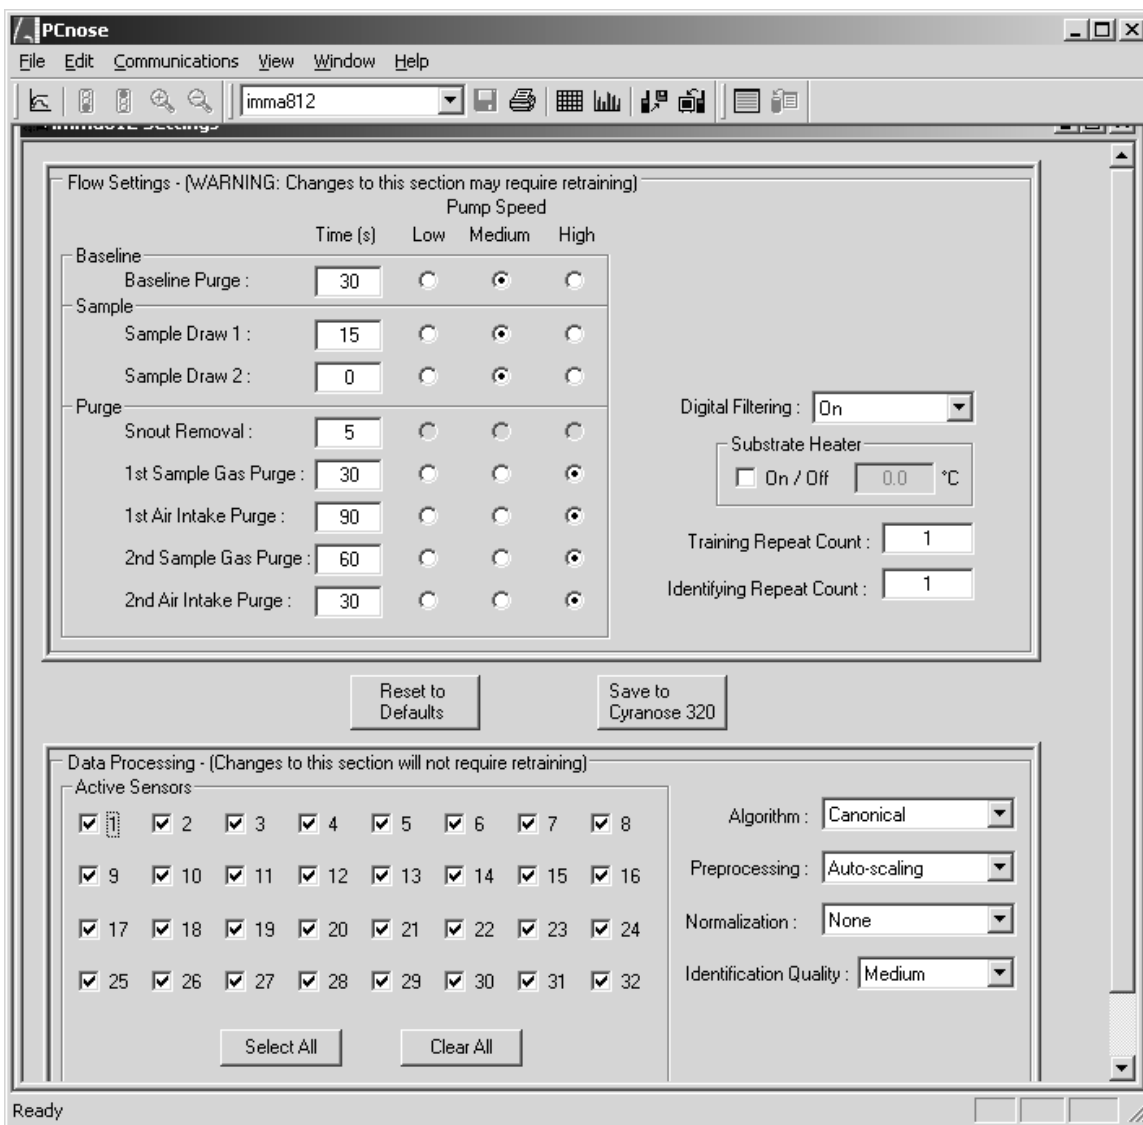 PCnose
File Edit Communications View Window Help
imma812
imma812 Settings
Flow Settings - (WARNING: Changes to this section may require retraining)
Pump Speed
Time (s) Low Medium High
Baseline
Baseline Purge : 30
Sample
Sample Draw 1 : 15
Sample Draw 2 : 0
Purge
Snout Removal : 5
1st Sample Gas Purge : 30
1st Air Intake Purge : 90
2nd Sample Gas Purge : 60
2nd Air Intake Purge : 30
Digital Filtering : On
Substrate Heater
On / Off 0.0 °C
Training Repeat Count : 1
Identifying Repeat Count : 1
Reset to
Defaults
Save to
Cyranose 320
Data Processing - (Changes to this section will not require retraining)
Active Sensors
1 2 3 4 5 6 7 8
9 10 11 12 13 14 15 16
17 18 19 20 21 22 23 24
25 26 27 28 29 30 31 32
Select All Clear All
Algorithm : Canonical
Preprocessing : Auto-scaling
Normalization : None
Identification Quality : Medium
Ready